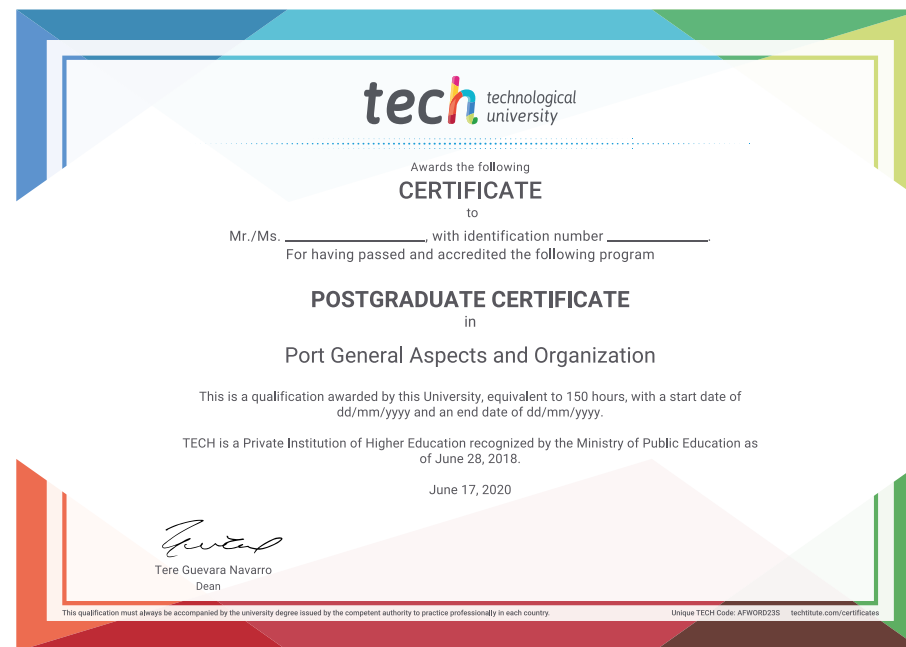 tech technological
university
Awards the following
CERTIFICATE
to
Mr./Ms. ____________________, with identification number ______________.
For having passed and accredited the following program
POSTGRADUATE CERTIFICATE
in
Port General Aspects and Organization
This is a qualification awarded by this University, equivalent to 150 hours, with a start date of
dd/mm/yyyy and an end date of dd/mm/yyyy.
TECH is a Private Institution of Higher Education recognized by the Ministry of Public Education as
of June 28, 2018.
June 17, 2020
Tere Guevara Navarro
Dean
This qualification must always be accompanied by the university degree issued by the competent authority to practice professionally in each country.
Unique TECH Code: AFWORD23S techtitute.com/certificates